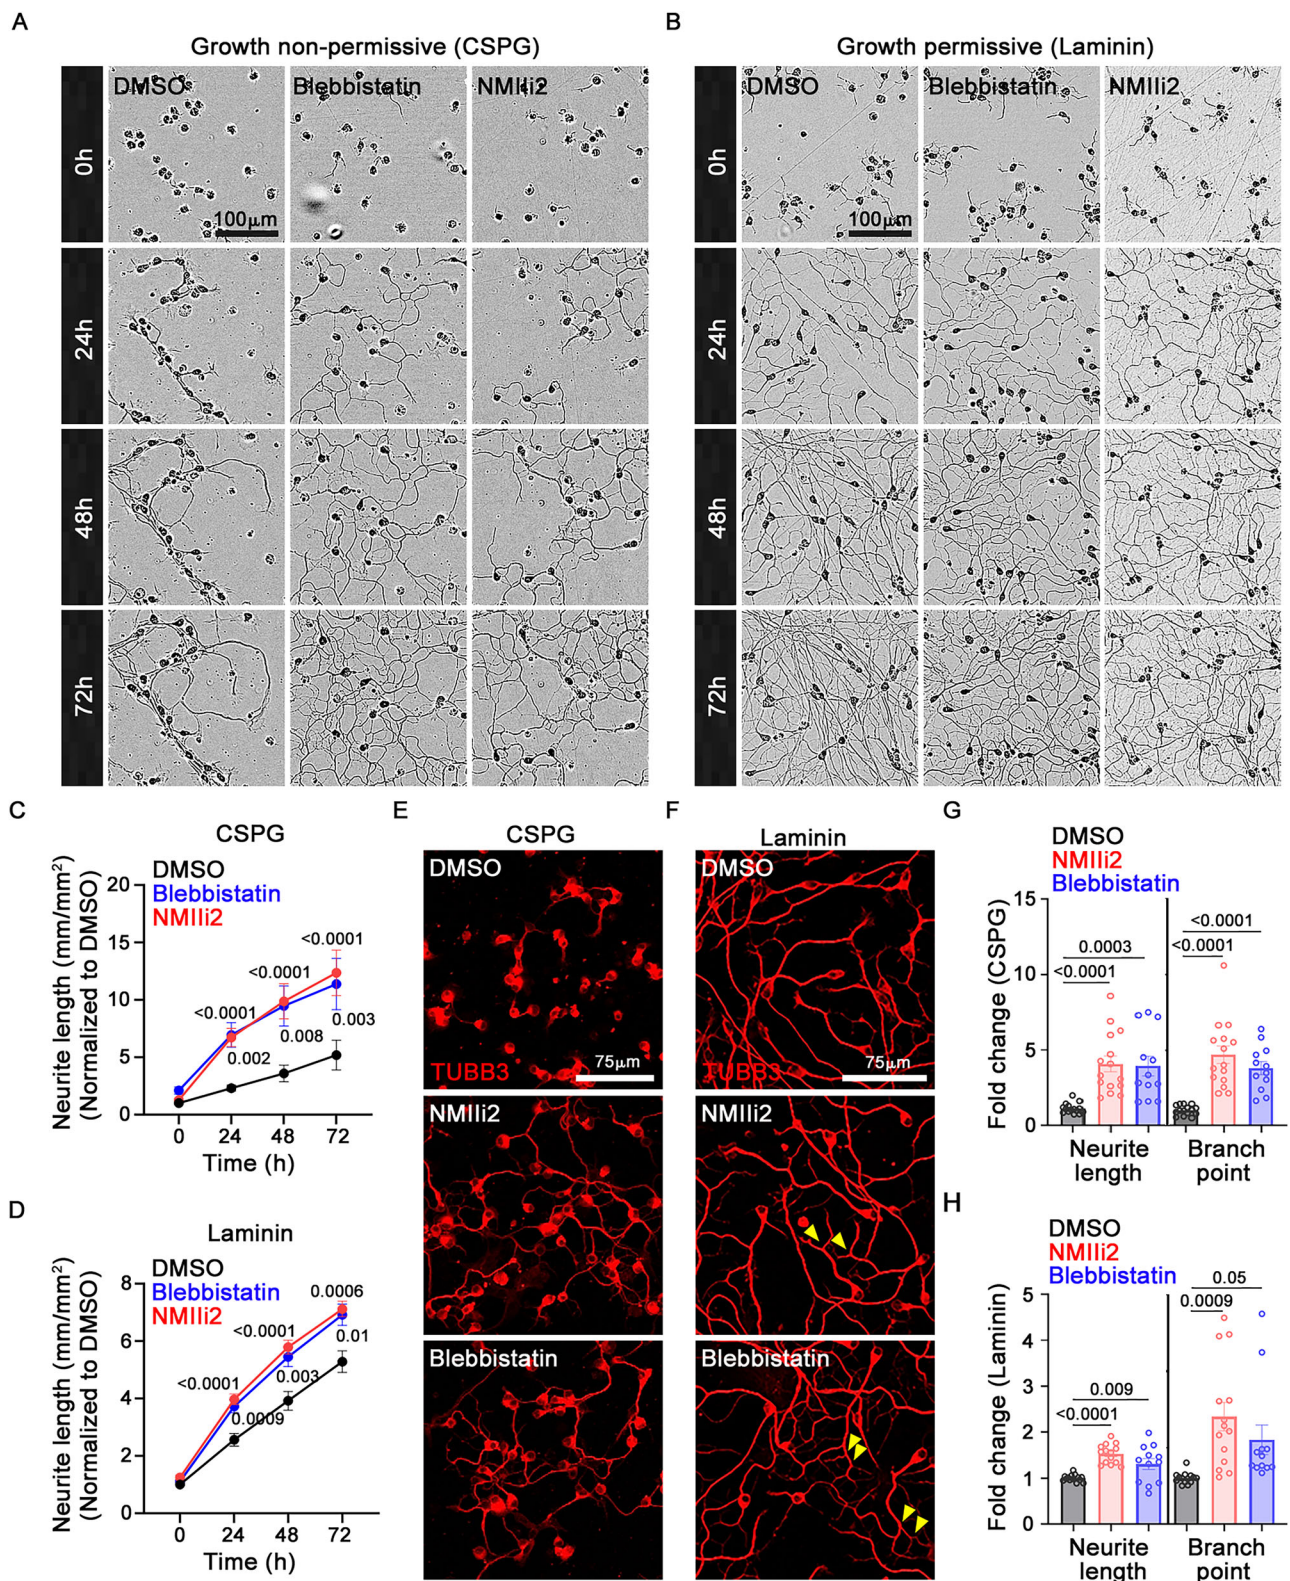 A
Growth non-permissive (CSPG)
DMSO
Blebbistatin
NMIIi2
0h
100μm
24h
48h
72h
B
Growth permissive (Laminin)
DMSO
Blebbistatin
NMIIi2
0h
100μm
24h
48h
72h
C
CSPG
DMSO
Blebbistatin
NMIIi2
Neurite length (mm/mm²)
(Normalized to DMSO)
20
15
10
5
0
<0.0001
<0.0001
<0.0001
0.002
0.008
0.003
0 24 48 72
Time (h)
D
Laminin
DMSO
Blebbistatin
NMIIi2
Neurite length (mm/mm²)
(Normalized to DMSO)
8
6
4
2
0
0.0006
<0.0001
<0.0001
0.01
0.003
0.0009
0 24 48 72
Time (h)
E
CSPG
DMSO
TUBB3
75μm
NMIIi2
Blebbistatin
F
Laminin
DMSO
TUBB3
75μm
NMIIi2
Blebbistatin
G
DMSO
NMIIi2
Blebbistatin
Fold change (CSPG)
15
10
5
0
0.0003
<0.0001
<0.0001
<0.0001
Neurite
length
Branch
point
H
DMSO
NMIIi2
Blebbistatin
Fold change (Laminin)
5
4
3
2
1
0
0.009
<0.0001
0.05
0.0009
Neurite
length
Branch
point